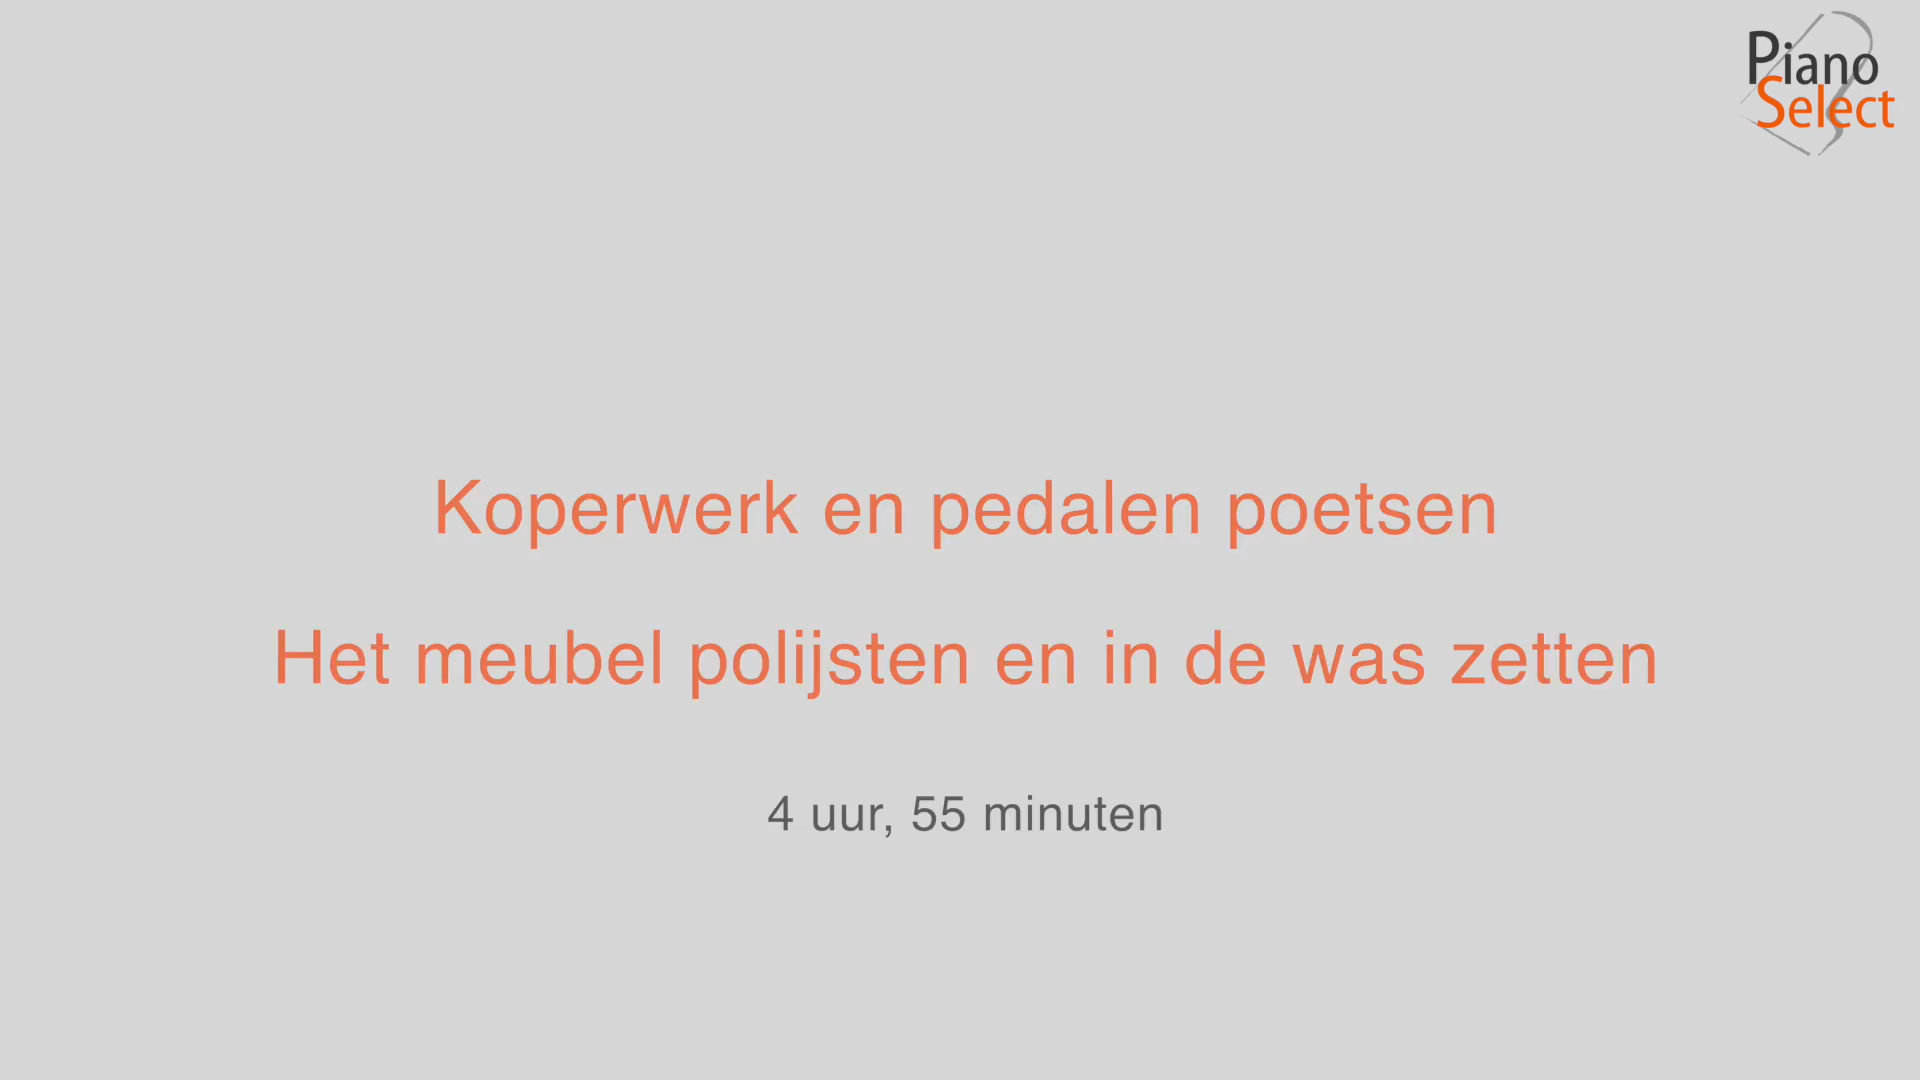 Piano
Select
Koperwerk en pedalen poetsen
Het meubel polijsten en in de was zetten
4 uur, 55 minuten